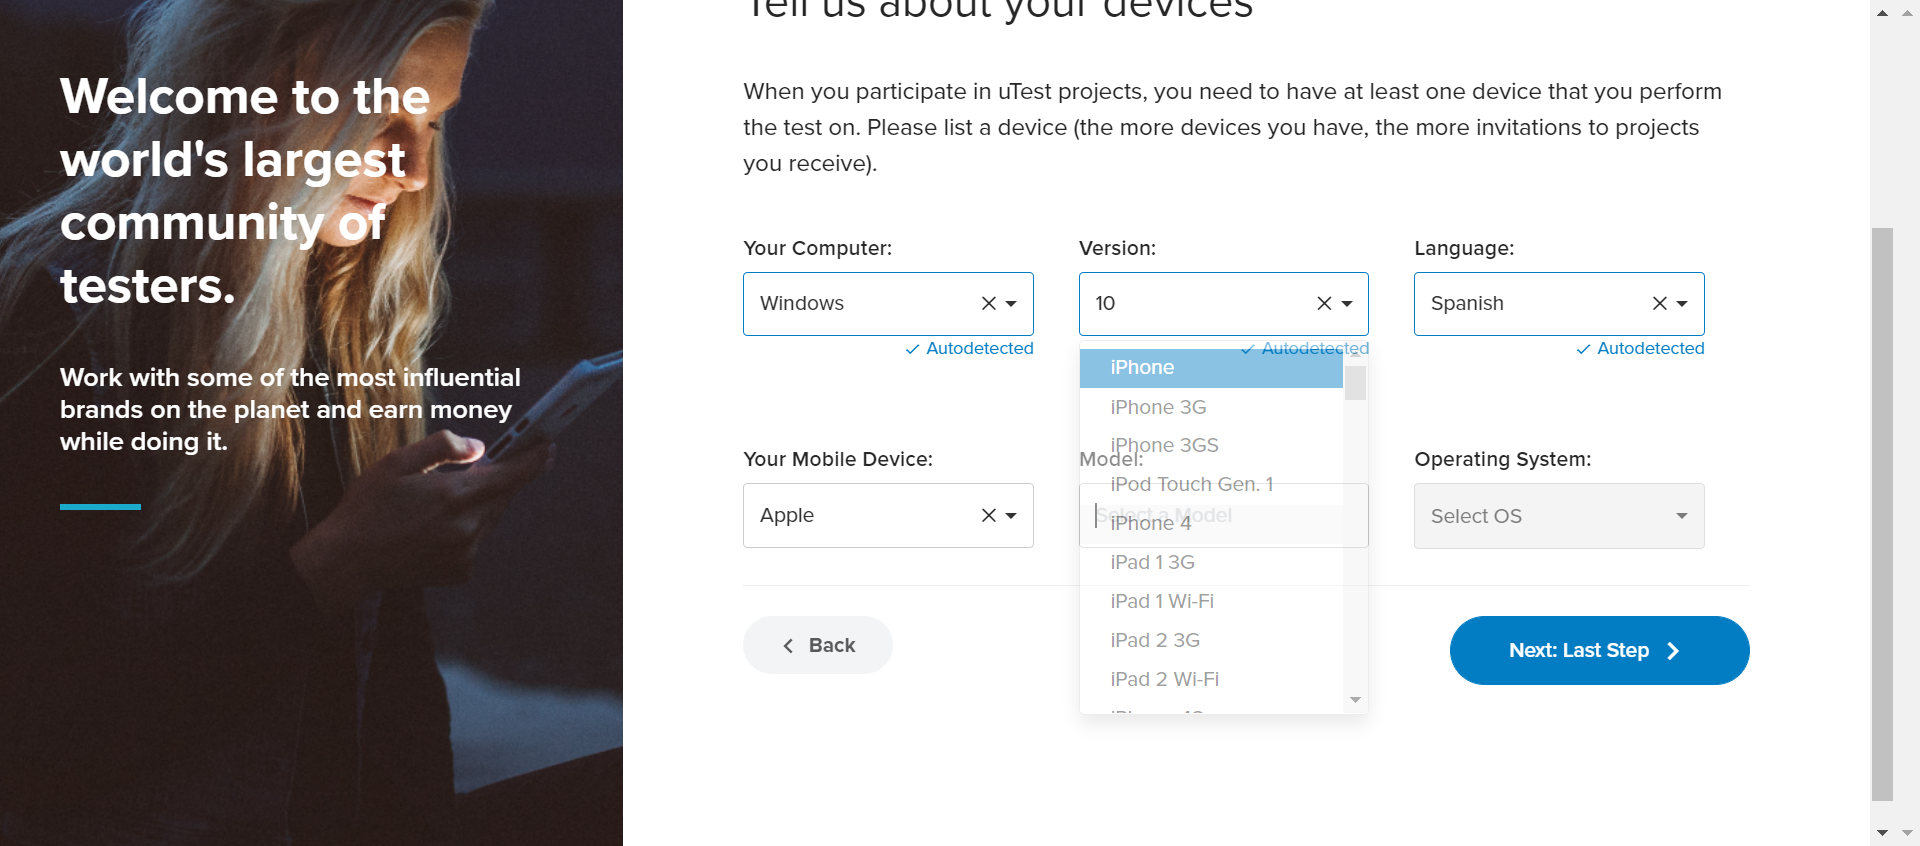 Welcome to the
world's largest
community of
testers.
Work with some of the most influential
brands on the planet and earn money
while doing it.
Tell us about your devices
When you participate in uTest projects, you need to have at least one device that you perform
the test on. Please list a device (the more devices you have, the more invitations to projects
you receive).
Your Computer:
Windows
Autodetected
Version:
10
Autodetected
Language:
Spanish
Autodetected
Your Mobile Device:
Apple
Model:
Select a Model
iPhone
iPhone 3G
iPhone 3GS
iPod Touch Gen. 1
iPhone 4
iPad 1 3G
iPad 1 Wi-Fi
iPad 2 3G
iPad 2 Wi-Fi
Operating System:
Select OS
Back
Next: Last Step